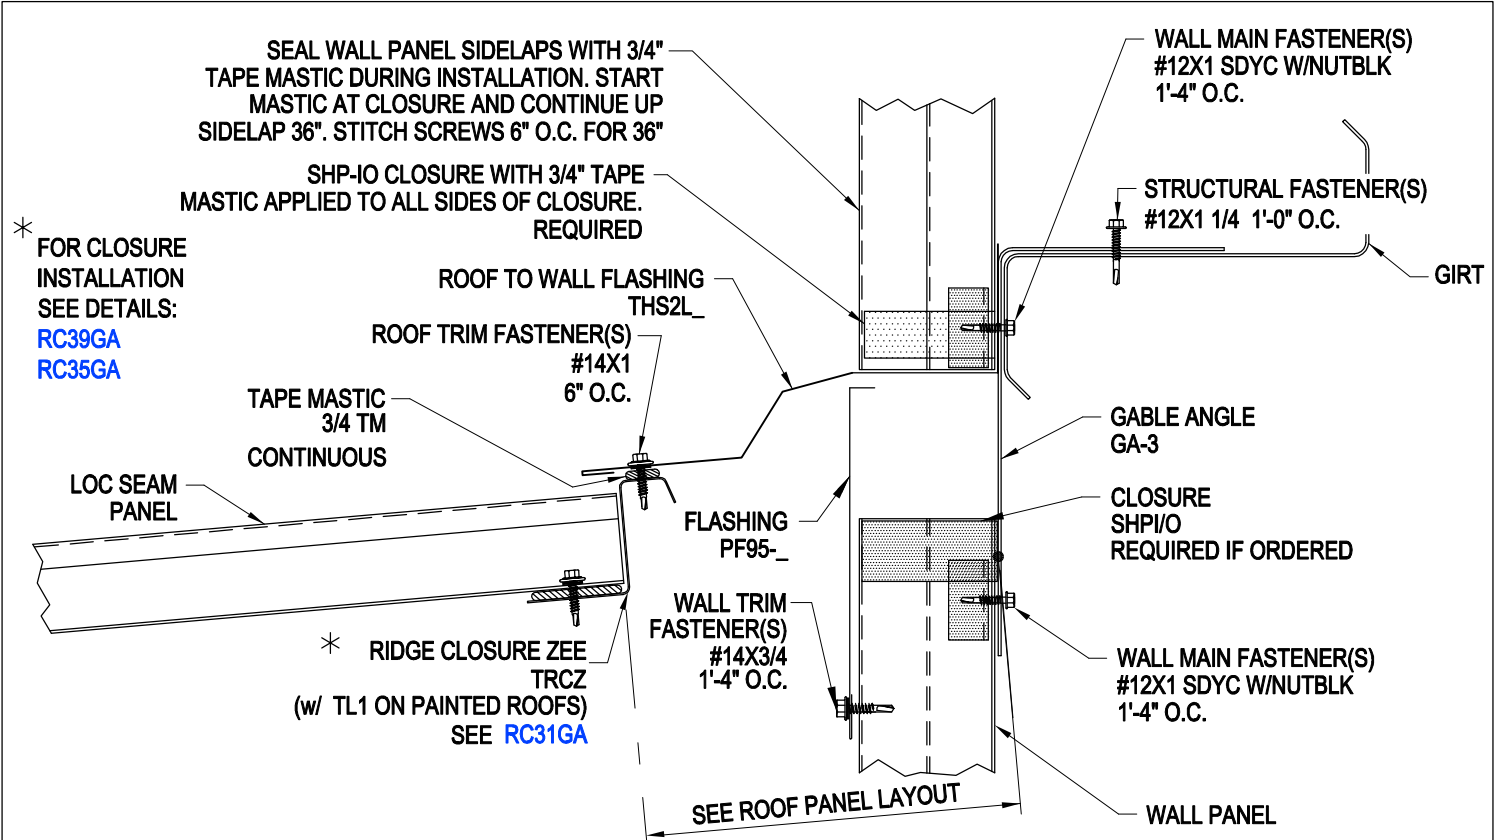 SEAL WALL PANEL SIDELAPS WITH 3/4"
TAPE MASTIC DURING INSTALLATION. START
MASTIC AT CLOSURE AND CONTINUE UP
SIDELAP 36". STITCH SCREWS 6" O.C. FOR 36"
SHP-IO CLOSURE WITH 3/4" TAPE
MASTIC APPLIED TO ALL SIDES OF CLOSURE.
REQUIRED
*
FOR CLOSURE
INSTALLATION
SEE DETAILS:
RC39GA
RC35GA
ROOF TO WALL FLASHING
THS2L_
ROOF TRIM FASTENER(S)
#14X1
6" O.C.
TAPE MASTIC
3/4 TM
CONTINUOUS
LOC SEAM
PANEL
* RIDGE CLOSURE ZEE
TRCZ
(w/ TL1 ON PAINTED ROOFS)
SEE RC31GA
FLASHING
PF95-_
WALL TRIM
FASTENER(S)
#14X3/4
1'-4" O.C.
SEE ROOF PANEL LAYOUT
WALL MAIN FASTENER(S)
#12X1 SDYC W/NUTBLK
1'-4" O.C.
STRUCTURAL FASTENER(S)
#12X1 1/4 1'-0" O.C.
GIRT
GABLE ANGLE
GA-3
CLOSURE
SHPI/O
REQUIRED IF ORDERED
WALL MAIN FASTENER(S)
#12X1 SDYC W/NUTBLK
1'-4" O.C.
WALL PANEL